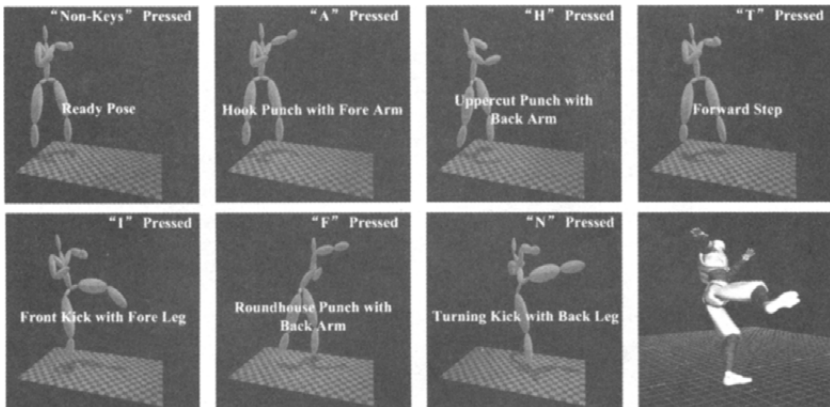 “Non-Keys” Pressed
Ready Pose
“A” Pressed
Hook Punch with Fore Arm
“H” Pressed
Uppercut Punch with
Back Arm
“T” Pressed
Forward Step
“I” Pressed
Front Kick with Fore Leg
“F” Pressed
Roundhouse Punch with
Back Arm
“N” Pressed
Turning Kick with Back Leg